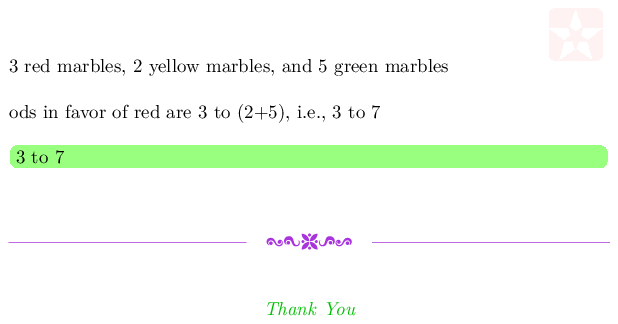 3 red marbles, 2 yellow marbles, and 5 green marbles
ods in favor of red are 3 to (2+5), i.e., 3 to 7
3 to 7
Thank You